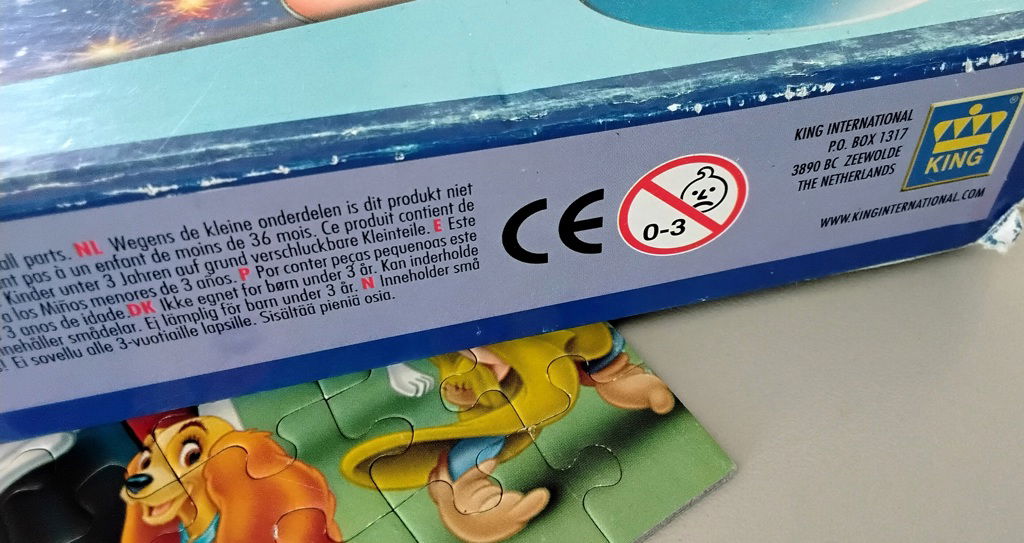 all parts. NL Wegens de kleine onderdelen is dit produkt niet
nt pas à un enfant de moins de 36 mois. Ce produit contient de
Kinder unter 3 Jahren auf grund verschluckbare Kleinteile. E Este
a los Miños menores de 3 anos. P Por conter peças pequenoas este
3 anos de idade. DK Ikke egnet for børn under 3 år. Kan inderholde
nnehåller smådelar. Ej lämplig för barn under 3 år. N Inneholder små
! Ei sovellu alle 3-vuotiaille lapsille. Sisältää pieniä osia.
CE
0-3
KING INTERNATIONAL
P.O. BOX 1317
3890 BC ZEEWOLDE
THE NETHERLANDS
WWW.KINGINTERNATIONAL.COM
KING
®